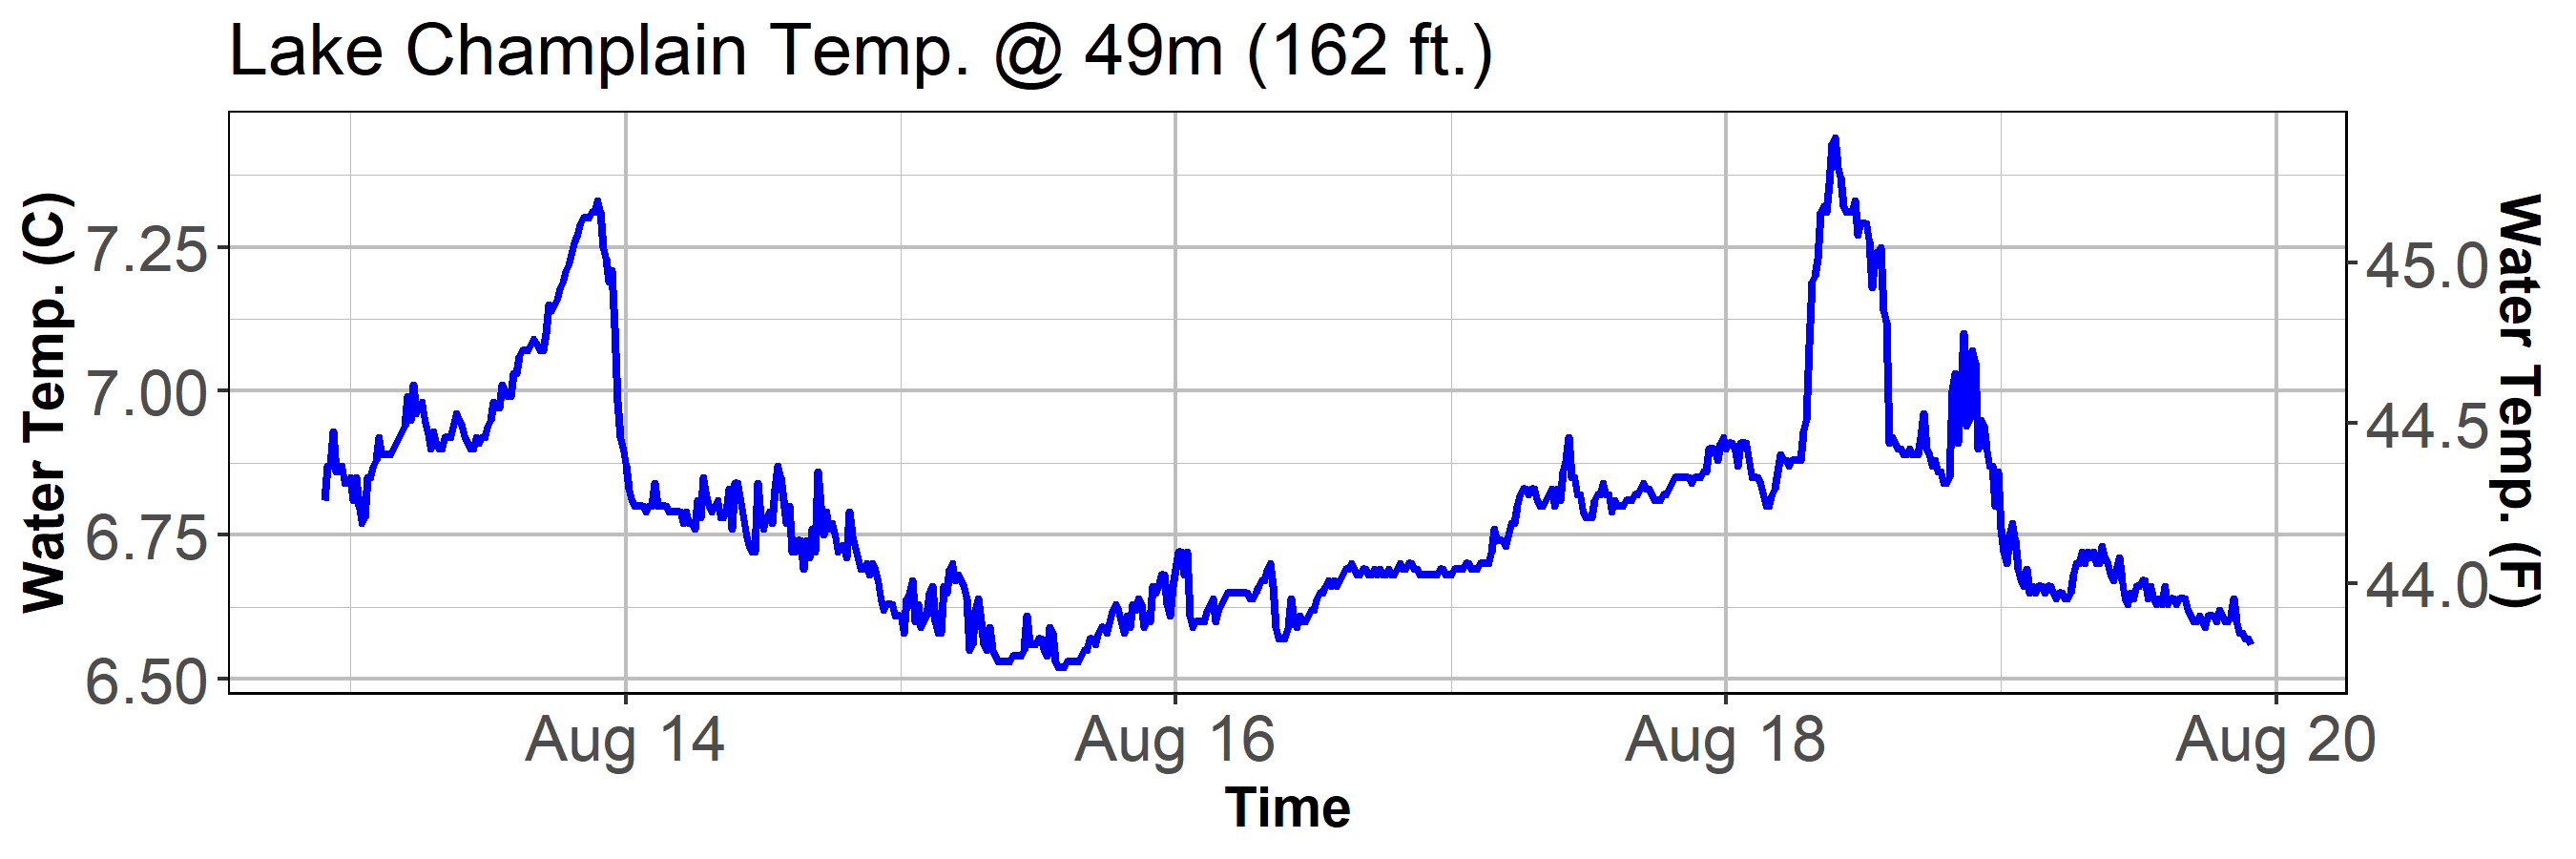 Lake Champlain Temp. @ 49m (162 ft.)
Water Temp. (C)
7.25
7.00
6.75
6.50
45.0
44.5
44.0
Water Temp. (F)
Aug 14 Aug 16 Aug 18 Aug 20
Time